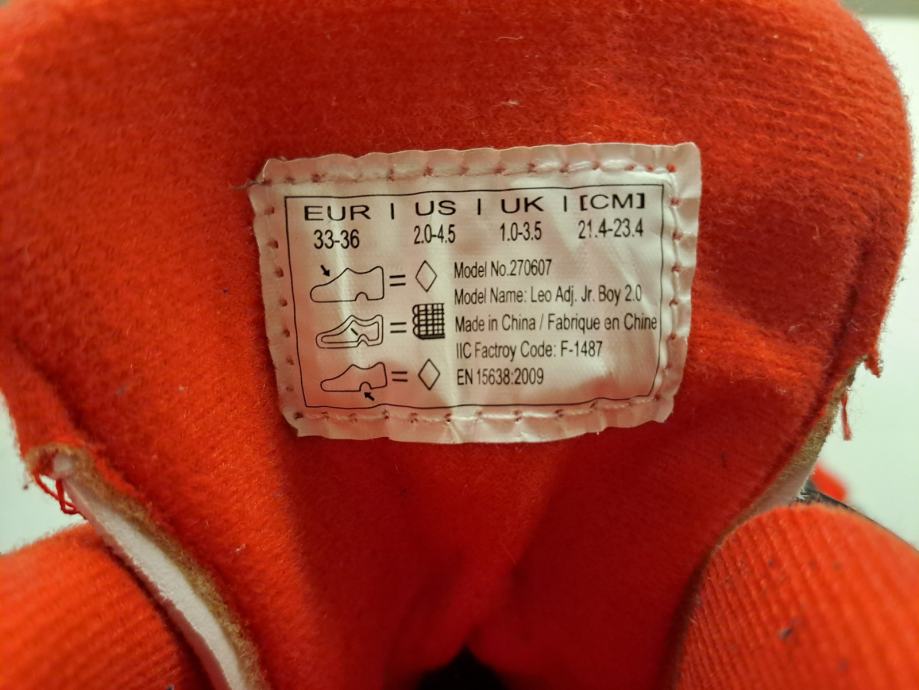 EUR | US | UK | [CM]
33-36 2.0-4.5 1.0-3.5 21.4-23.4
Model No.270607
= Model Name: Leo Adj. Jr. Boy 2.0
= Made in China / Fabrique en Chine
IIC Factroy Code: F-1487
= EN 15638:2009